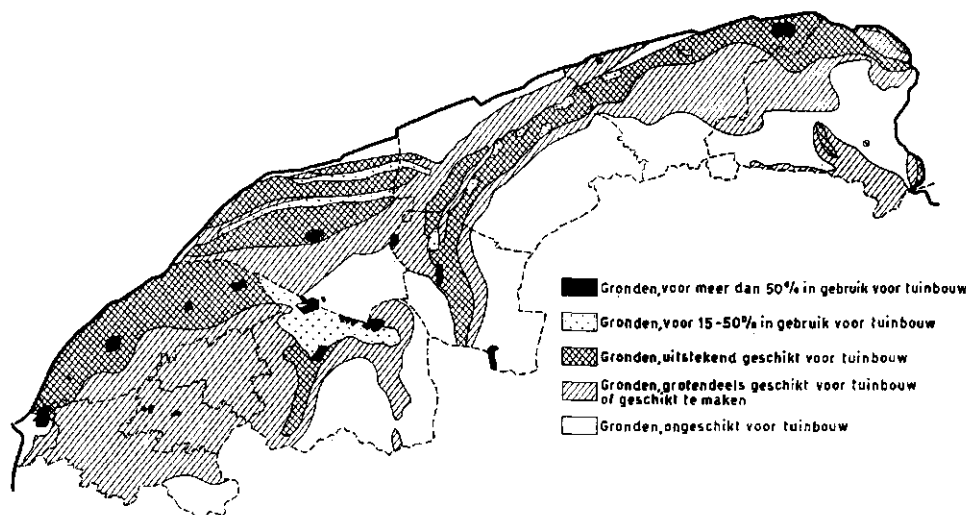 Gronden, voor meer dan 50% in gebruik voor tuinbouw
Gronden, voor 15-50% in gebruik voor tuinbouw
Gronden, uitstekend geschikt voor tuinbouw
Gronden, grotendeels geschikt voor tuinbouw
of geschikt te maken
Gronden, ongeschikt voor tuinbouw